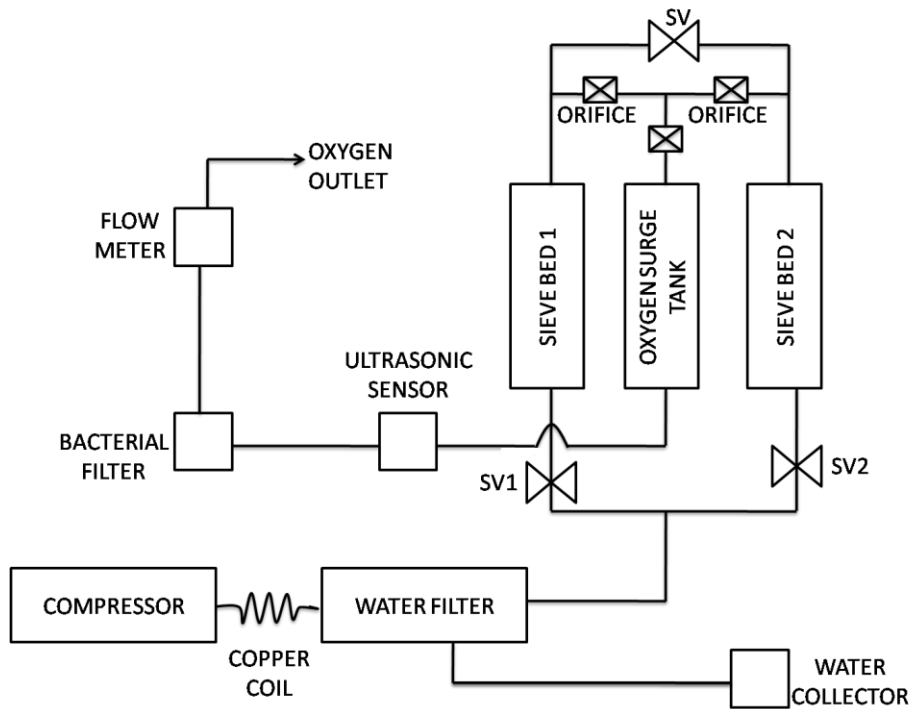 SV
ORIFICE
ORIFICE
OXYGEN
OUTLET
FLOW
METER
SIEVE BED 1
OXYGEN SURGE
TANK
SIEVE BED 2
ULTRASONIC
SENSOR
BACTERIAL
FILTER
SV1
SV2
COMPRESSOR
WATER FILTER
COPPER
COIL
WATER
COLLECTOR